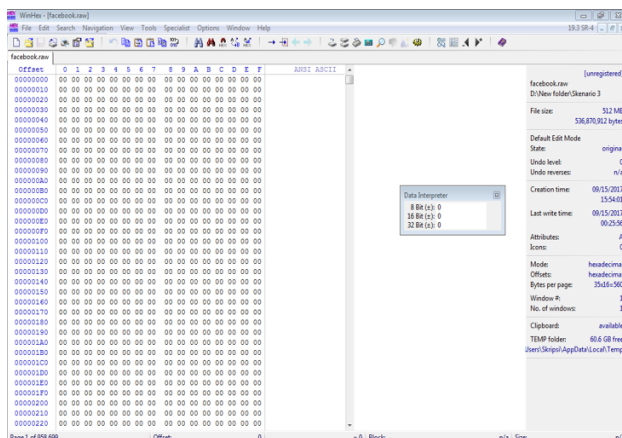 WinHex - [facebook.raw]
File Edit Search Navigation View Tools Specialist Options Window Help
19.3 SR-4
facebook.raw
Offset 0 1 2 3 4 5 6 7 8 9 A B C D E F ANSI ASCII
00000000 00 00 00 00 00 00 00 00 00 00 00 00 00 00 00 00
00000010 00 00 00 00 00 00 00 00 00 00 00 00 00 00 00 00
00000020 00 00 00 00 00 00 00 00 00 00 00 00 00 00 00 00
00000030 00 00 00 00 00 00 00 00 00 00 00 00 00 00 00 00
00000040 00 00 00 00 00 00 00 00 00 00 00 00 00 00 00 00
00000050 00 00 00 00 00 00 00 00 00 00 00 00 00 00 00 00
00000060 00 00 00 00 00 00 00 00 00 00 00 00 00 00 00 00
00000070 00 00 00 00 00 00 00 00 00 00 00 00 00 00 00 00
00000080 00 00 00 00 00 00 00 00 00 00 00 00 00 00 00 00
00000090 00 00 00 00 00 00 00 00 00 00 00 00 00 00 00 00
000000A0 00 00 00 00 00 00 00 00 00 00 00 00 00 00 00 00
000000B0 00 00 00 00 00 00 00 00 00 00 00 00 00 00 00 00
000000C0 00 00 00 00 00 00 00 00 00 00 00 00 00 00 00 00
000000D0 00 00 00 00 00 00 00 00 00 00 00 00 00 00 00 00
000000E0 00 00 00 00 00 00 00 00 00 00 00 00 00 00 00 00
000000F0 00 00 00 00 00 00 00 00 00 00 00 00 00 00 00 00
00000100 00 00 00 00 00 00 00 00 00 00 00 00 00 00 00 00
00000110 00 00 00 00 00 00 00 00 00 00 00 00 00 00 00 00
00000120 00 00 00 00 00 00 00 00 00 00 00 00 00 00 00 00
00000130 00 00 00 00 00 00 00 00 00 00 00 00 00 00 00 00
00000140 00 00 00 00 00 00 00 00 00 00 00 00 00 00 00 00
00000150 00 00 00 00 00 00 00 00 00 00 00 00 00 00 00 00
00000160 00 00 00 00 00 00 00 00 00 00 00 00 00 00 00 00
00000170 00 00 00 00 00 00 00 00 00 00 00 00 00 00 00 00
00000180 00 00 00 00 00 00 00 00 00 00 00 00 00 00 00 00
00000190 00 00 00 00 00 00 00 00 00 00 00 00 00 00 00 00
000001A0 00 00 00 00 00 00 00 00 00 00 00 00 00 00 00 00
000001B0 00 00 00 00 00 00 00 00 00 00 00 00 00 00 00 00
000001C0 00 00 00 00 00 00 00 00 00 00 00 00 00 00 00 00
000001D0 00 00 00 00 00 00 00 00 00 00 00 00 00 00 00 00
000001E0 00 00 00 00 00 00 00 00 00 00 00 00 00 00 00 00
000001F0 00 00 00 00 00 00 00 00 00 00 00 00 00 00 00 00
00000200 00 00 00 00 00 00 00 00 00 00 00 00 00 00 00 00
00000210 00 00 00 00 00 00 00 00 00 00 00 00 00 00 00 00
00000220 00 00 00 00 00 00 00 00 00 00 00 00 00 00 00 00
Data Interpreter
8 Bit (±): 0
16 Bit (±): 0
32 Bit (±): 0
[unregistered]
facebook.raw
D:\New folder\Skenario 3
File size: 512 MB
536,870,912 bytes
Default Edit Mode
State: origina
Undo level: 0
Undo reverses: n/a
Creation time: 09/15/2017
15:54:01
Last write time: 09/15/2017
00:25:56
Attributes: A
Icons: 0
Mode: hexadecima
Offsets: hexadecima
Bytes per page: 35x16=560
Window #: 1
No. of windows: 1
Clipboard: available
TEMP folder: 60.6 GB free
Users\Skripsi\AppData\Local\Temp
Page 1 of 958,699 Offset: 0 = 0 Block: n/a Size: